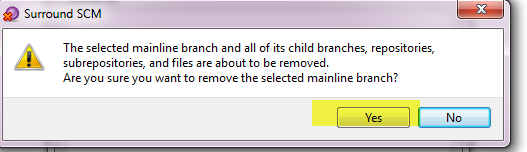 Surround SCM
The selected mainline branch and all of its child branches, repositories,
subrepositories, and files are about to be removed.
Are you sure you want to remove the selected mainline branch?
Yes No